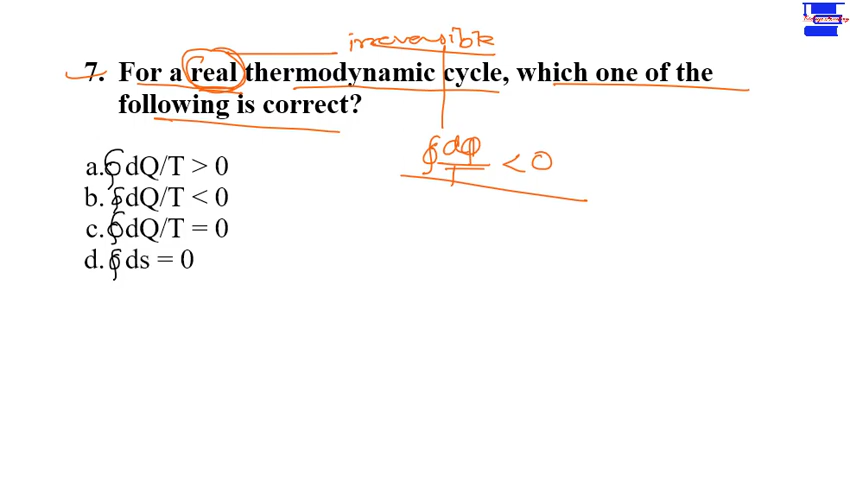 irreversible
7. For a real thermodynamic cycle, which one of the
following is correct?
∮dQ/T < 0
a.∮dQ/T > 0
b.∮dQ/T < 0
c.∮dQ/T = 0
d.∮ds = 0